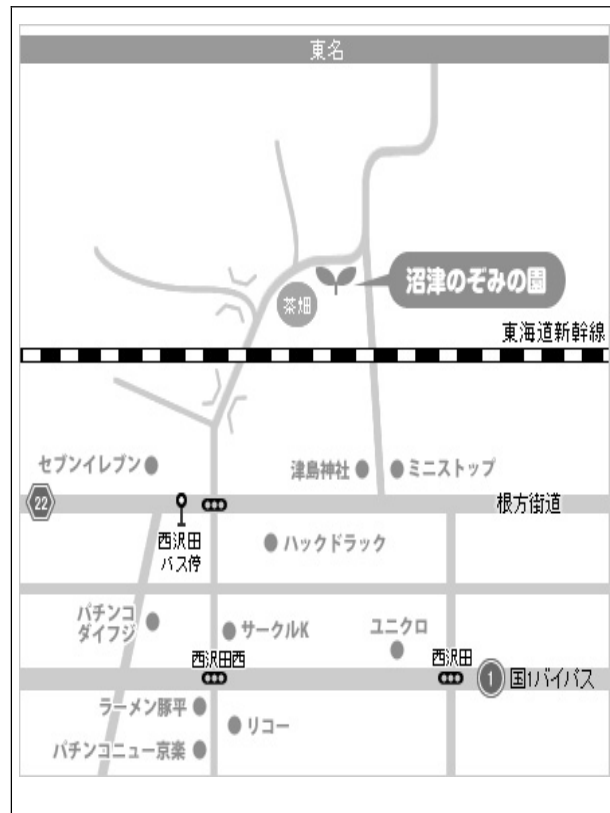 東名
沼津のぞみの園
茶畑
東海道新幹線
セブンイレブン
津島神社
ミニストップ
22
根方街道
西沢田
バス停
ハックドラック
パチンコ
ダイフジ
サークルK
ユニクロ
西沢田西
西沢田
1
国1バイパス
ラーメン豚平
リコー
パチンコニュー京楽